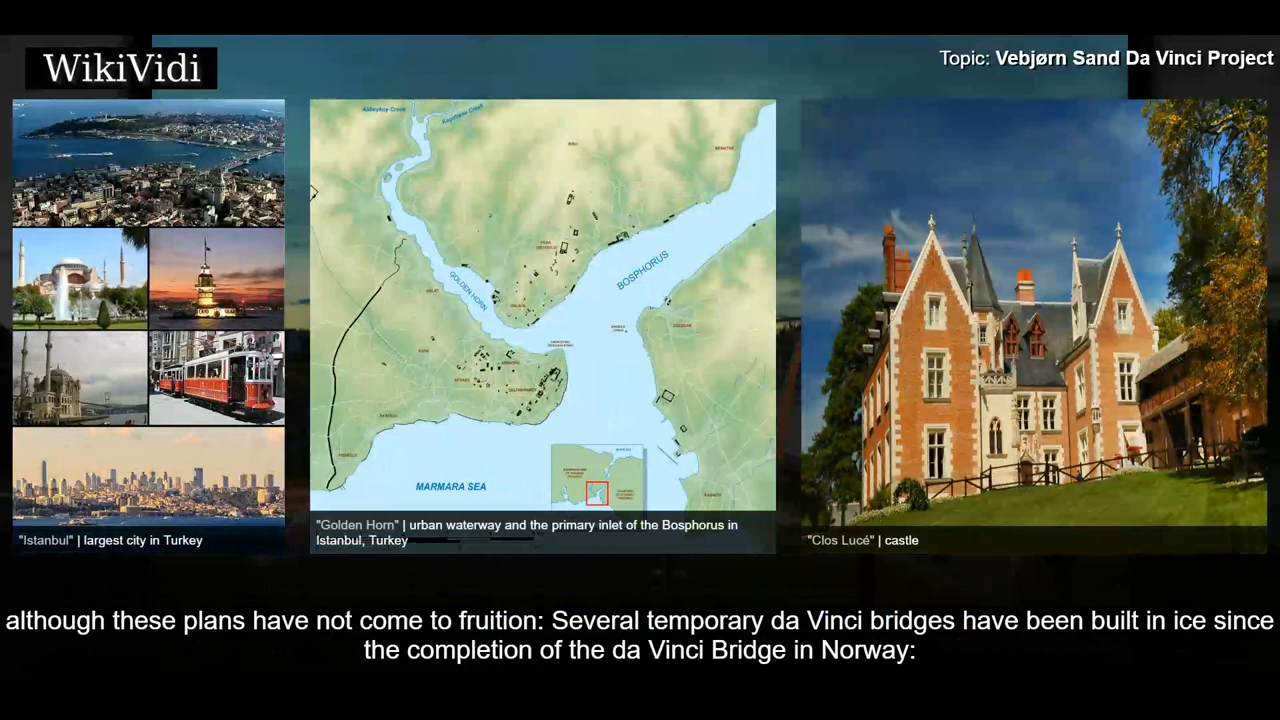 WikiVidi
Topic: Vebjørn Sand Da Vinci Project
GOLDEN HORN
BOSPHORUS
MARMARA SEA
"Istanbul" | largest city in Turkey
"Golden Horn" | urban waterway and the primary inlet of the Bosphorus in
Istanbul, Turkey
"Clos Lucé" | castle
although these plans have not come to fruition: Several temporary da Vinci bridges have been built in ice since
the completion of the da Vinci Bridge in Norway: